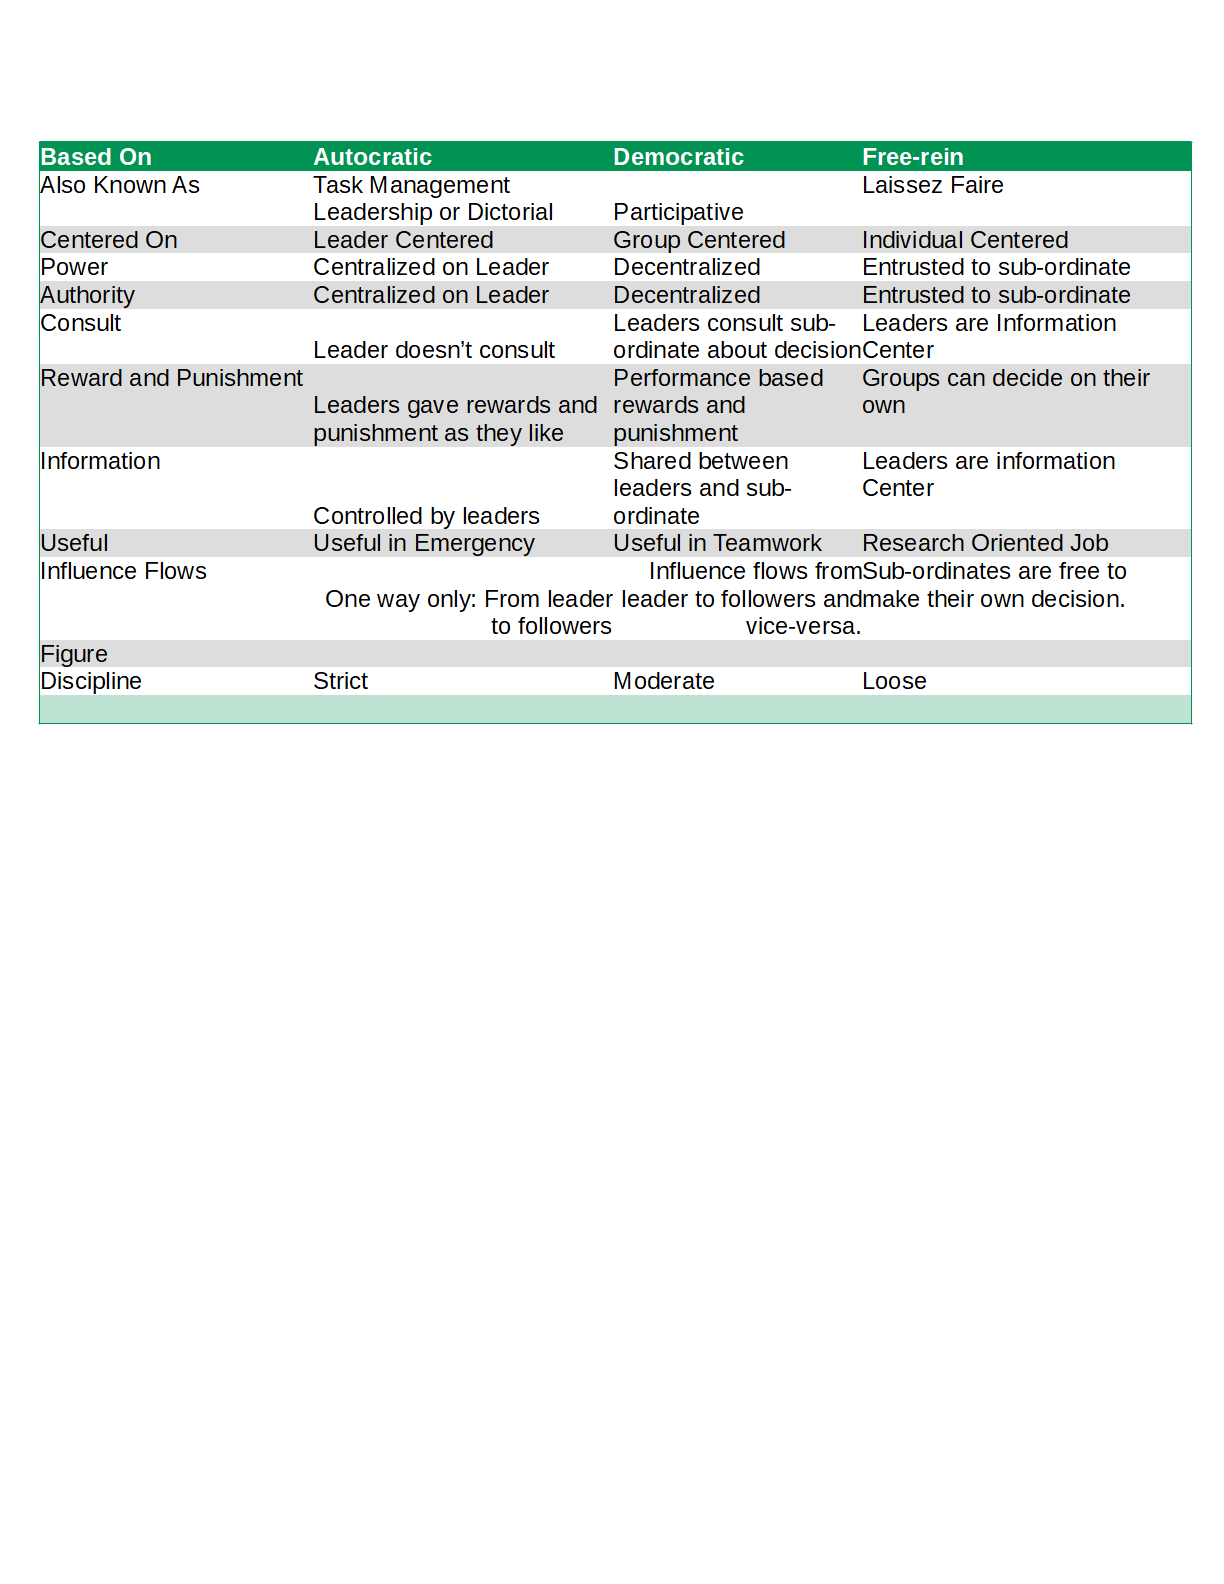 Based On Autocratic Democratic Free-rein
Also Known As Task Management Leadership or Dictorial Participative Laissez Faire
Centered On Leader Centered Group Centered Individual Centered
Power Centralized on Leader Decentralized Entrusted to sub-ordinate
Authority Centralized on Leader Decentralized Entrusted to sub-ordinate
Consult Leader doesn’t consult Leaders consult sub-ordinate about decision Leaders are Information Center
Reward and Punishment Leaders gave rewards and punishment as they like Performance based rewards and punishment Groups can decide on their own
Information Controlled by leaders Shared between leaders and sub-ordinate Leaders are information Center
Useful Useful in Emergency Useful in Teamwork Research Oriented Job
Influence Flows One way only: From leader to followers Influence flows from leader to followers and vice-versa. Sub-ordinates are free to make their own decision.
Figure
Discipline Strict Moderate Loose